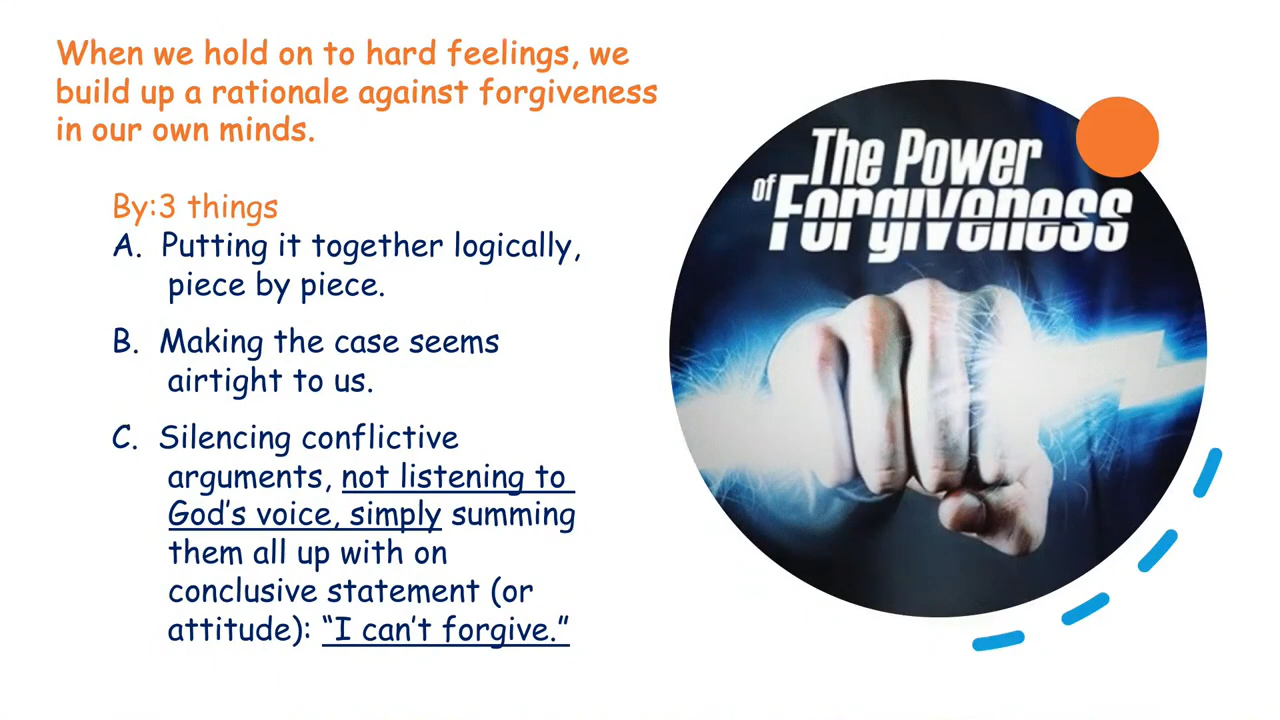 When we hold on to hard feelings, we
build up a rationale against forgiveness
in our own minds.
By:3 things
A. Putting it together logically,
piece by piece.
B. Making the case seems
airtight to us.
C. Silencing conflictive
arguments, not listening to
God's voice, simply summing
them all up with on
conclusive statement (or
attitude): “I can't forgive.”
The Power
of Forgiveness